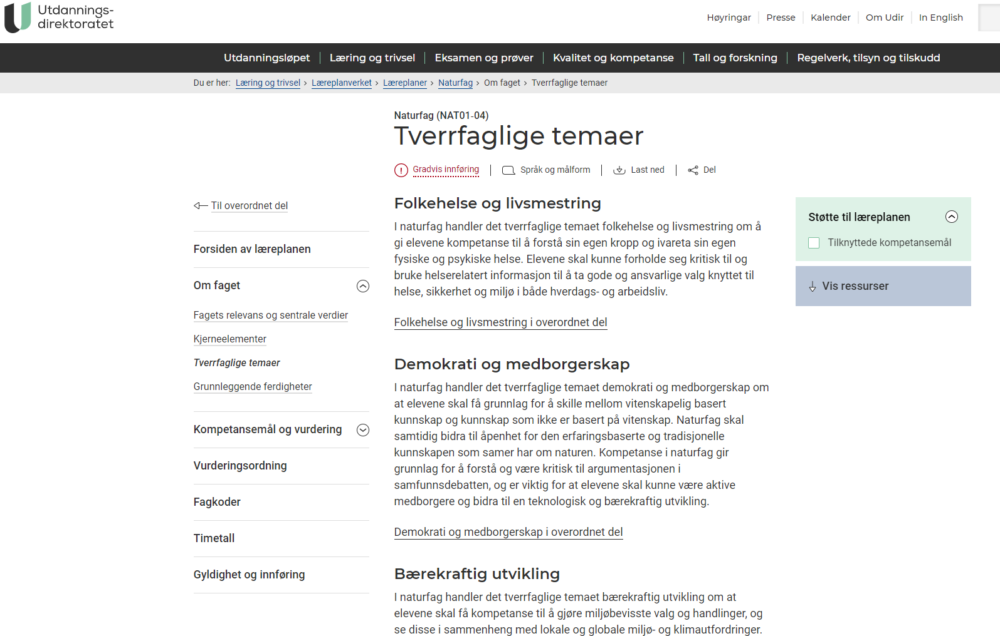 Utdannings-
direktoratet
Høyringar
Presse
Kalender
Om Udir
In English
Utdanningsløpet
Læring og trivsel
Eksamen og prøver
Kvalitet og kompetanse
Tall og forskning
Regelverk, tilsyn og tilskudd
Du er her: Læring og trivsel › Læreplanverket › Læreplaner › Naturfag › Om faget › Tverrfaglige temaer
Naturfag (NAT01-04)
Tverrfaglige temaer
Gradvis innføring
Språk og målform
Last ned
Del
Til overordnet del
Forsiden av læreplanen
Om faget
Fagets relevans og sentrale verdier
Kjerneelementer
Tverrfaglige temaer
Grunnleggende ferdigheter
Kompetansemål og vurdering
Vurderingsordning
Fagkoder
Timetall
Gyldighet og innføring
Folkehelse og livsmestring
I naturfag handler det tverrfaglige temaet folkehelse og livsmestring om å
gi elevene kompetanse til å forstå sin egen kropp og ivareta sin egen
fysiske og psykiske helse. Elevene skal kunne forholde seg kritisk til og
bruke helserelatert informasjon til å ta gode og ansvarlige valg knyttet til
helse, sikkerhet og miljø i både hverdags- og arbeidsliv.
Folkehelse og livsmestring i overordnet del
Demokrati og medborgerskap
I naturfag handler det tverrfaglige temaet demokrati og medborgerskap om
at elevene skal få grunnlag for å skille mellom vitenskapelig basert
kunnskap og kunnskap som ikke er basert på vitenskap. Naturfag skal
samtidig bidra til åpenhet for den erfaringsbaserte og tradisjonelle
kunnskapen som samer har om naturen. Kompetanse i naturfag gir
grunnlag for å forstå og være kritisk til argumentasjonen i
samfunnsdebatten, og er viktig for at elevene skal kunne være aktive
medborgere og bidra til en teknologisk og bærekraftig utvikling.
Demokrati og medborgerskap i overordnet del
Bærekraftig utvikling
I naturfag handler det tverrfaglige temaet bærekraftig utvikling om at
elevene skal få kompetanse til å gjøre miljøbevisste valg og handlinger, og
se disse i sammenheng med lokale og globale miljø- og klimautfordringer.
Støtte til læreplanen
Tilknyttede kompetansemål
Vis ressurser